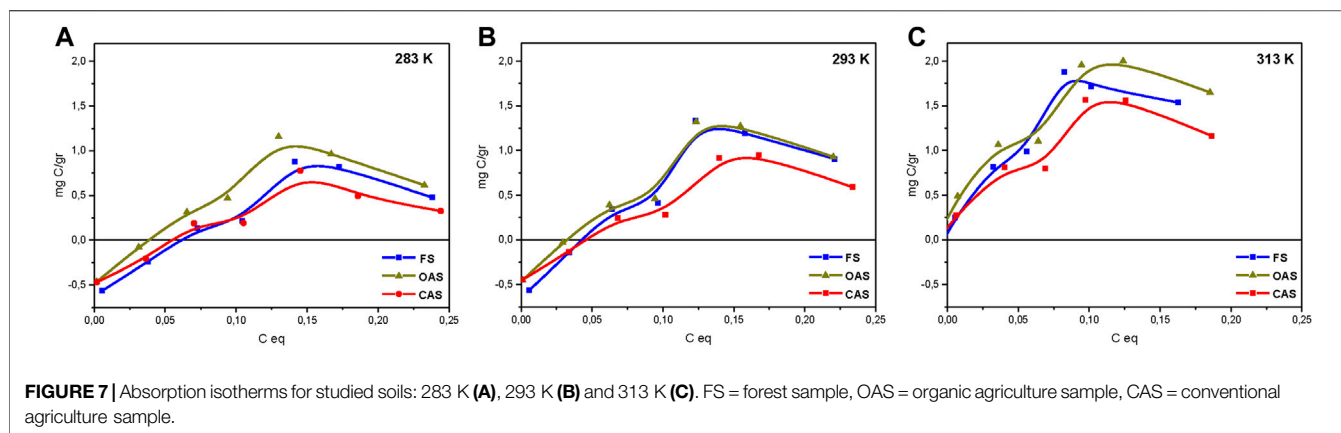 A
283 K
2,0
1,5
1,0
0,5
0,0
-0,5
mg C/gr
FS
OAS
CAS
0,00 0,05 0,10 0,15 0,20 0,25
C eq
B
293 K
2,0
1,5
1,0
0,5
0,0
-0,5
mg C/gr
FS
OAS
CAS
0,00 0,05 0,10 0,15 0,20 0,25
C eq
C
313 K
2,0
1,5
1,0
0,5
0,0
-0,5
mg C/gr
FS
OAS
CAS
0,00 0,05 0,10 0,15 0,20 0,25
C eq
FIGURE 7 | Absorption isotherms for studied soils: 283 K (A), 293 K (B) and 313 K (C). FS = forest sample, OAS = organic agriculture sample, CAS = conventional
agriculture sample.